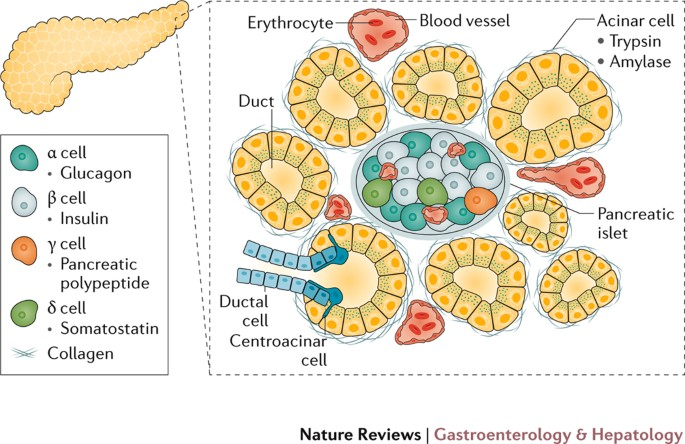 Erythrocyte
Blood vessel
Acinar cell
• Trypsin
• Amylase
Duct
α cell
• Glucagon
β cell
• Insulin
γ cell
• Pancreatic
polypeptide
δ cell
• Somatostatin
Collagen
Pancreatic
islet
Ductal
cell
Centroacinar
cell
Nature Reviews | Gastroenterology & Hepatology